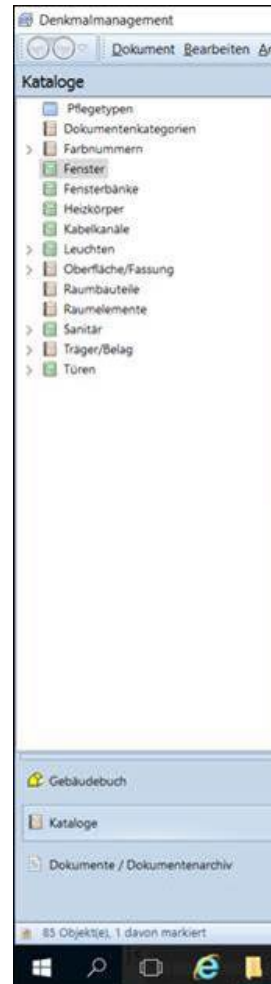 Denkmalmanagement
Dokument Bearbeiten
Kataloge
Pflegetypen
Dokumentenkategorien
Farbnummern
Fenster
Fensterbänke
Heizkörper
Kabelkanäle
Leuchten
Oberfläche/Fassung
Raumbauteile
Raumelemente
Sanitär
Träger/Belag
Türen
Gebäudebuch
Kataloge
Dokumente / Dokumentenarchiv
85 Objekt(e), 1 davon markiert